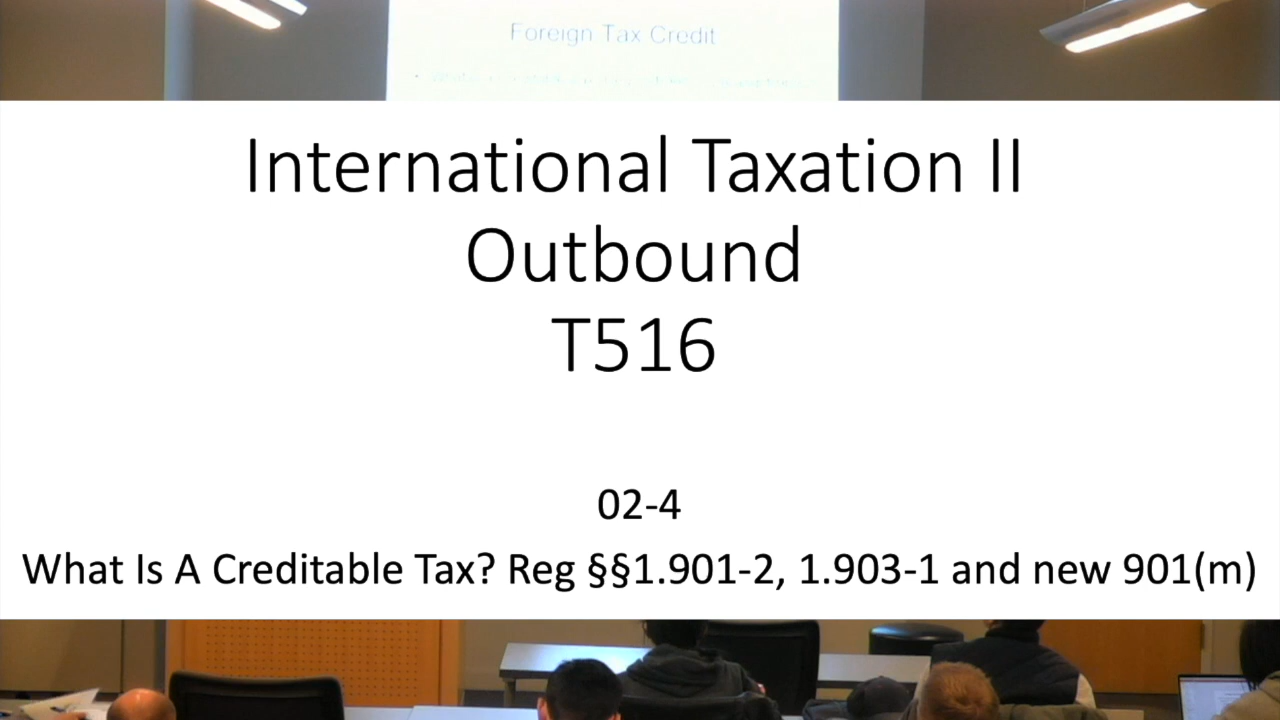 Foreign Tax Credit
International Taxation II
Outbound
T516
02-4
What Is A Creditable Tax? Reg §§1.901-2, 1.903-1 and new 901(m)